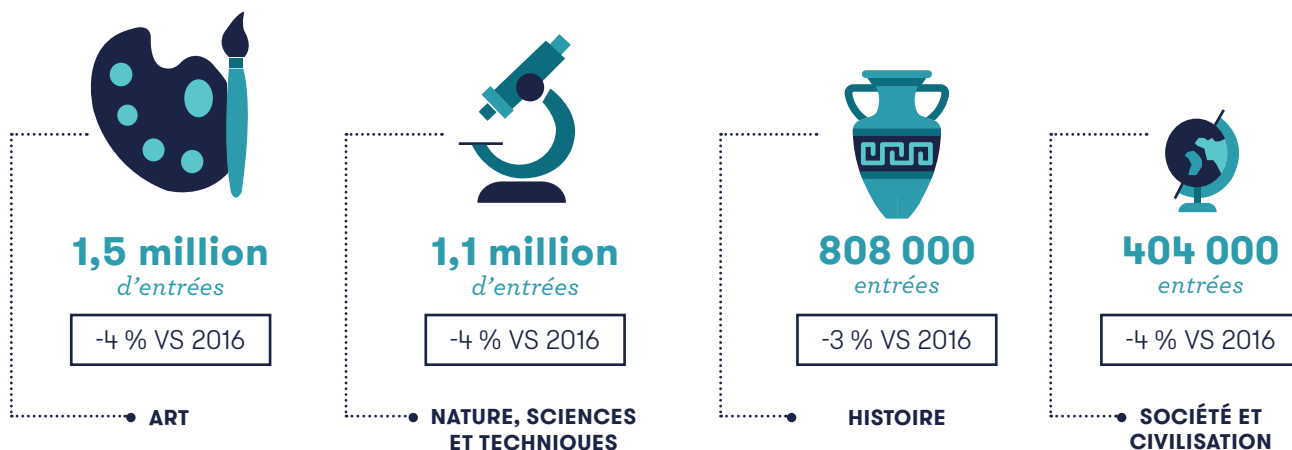 1,5 million
d'entrées
-4 % VS 2016
ART
1,1 million
d'entrées
-4 % VS 2016
NATURE, SCIENCES
ET TECHNIQUES
808 000
entrées
-3 % VS 2016
HISTOIRE
404 000
entrées
-4 % VS 2016
SOCIÉTÉ ET
CIVILISATION